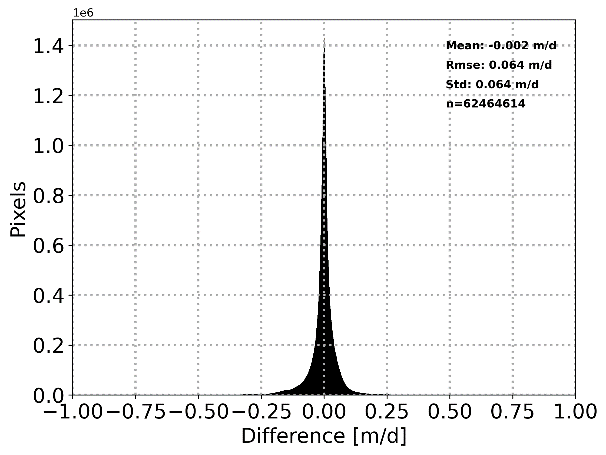 1e6
1.4
1.2
1.0
0.8
0.6
0.4
0.2
0.0
Mean: -0.002 m/d
Rmse: 0.064 m/d
Std: 0.064 m/d
n=62464614
Pixels
−1.00 −0.75 −0.50 −0.25 0.00 0.25 0.50 0.75 1.00
Difference [m/d]